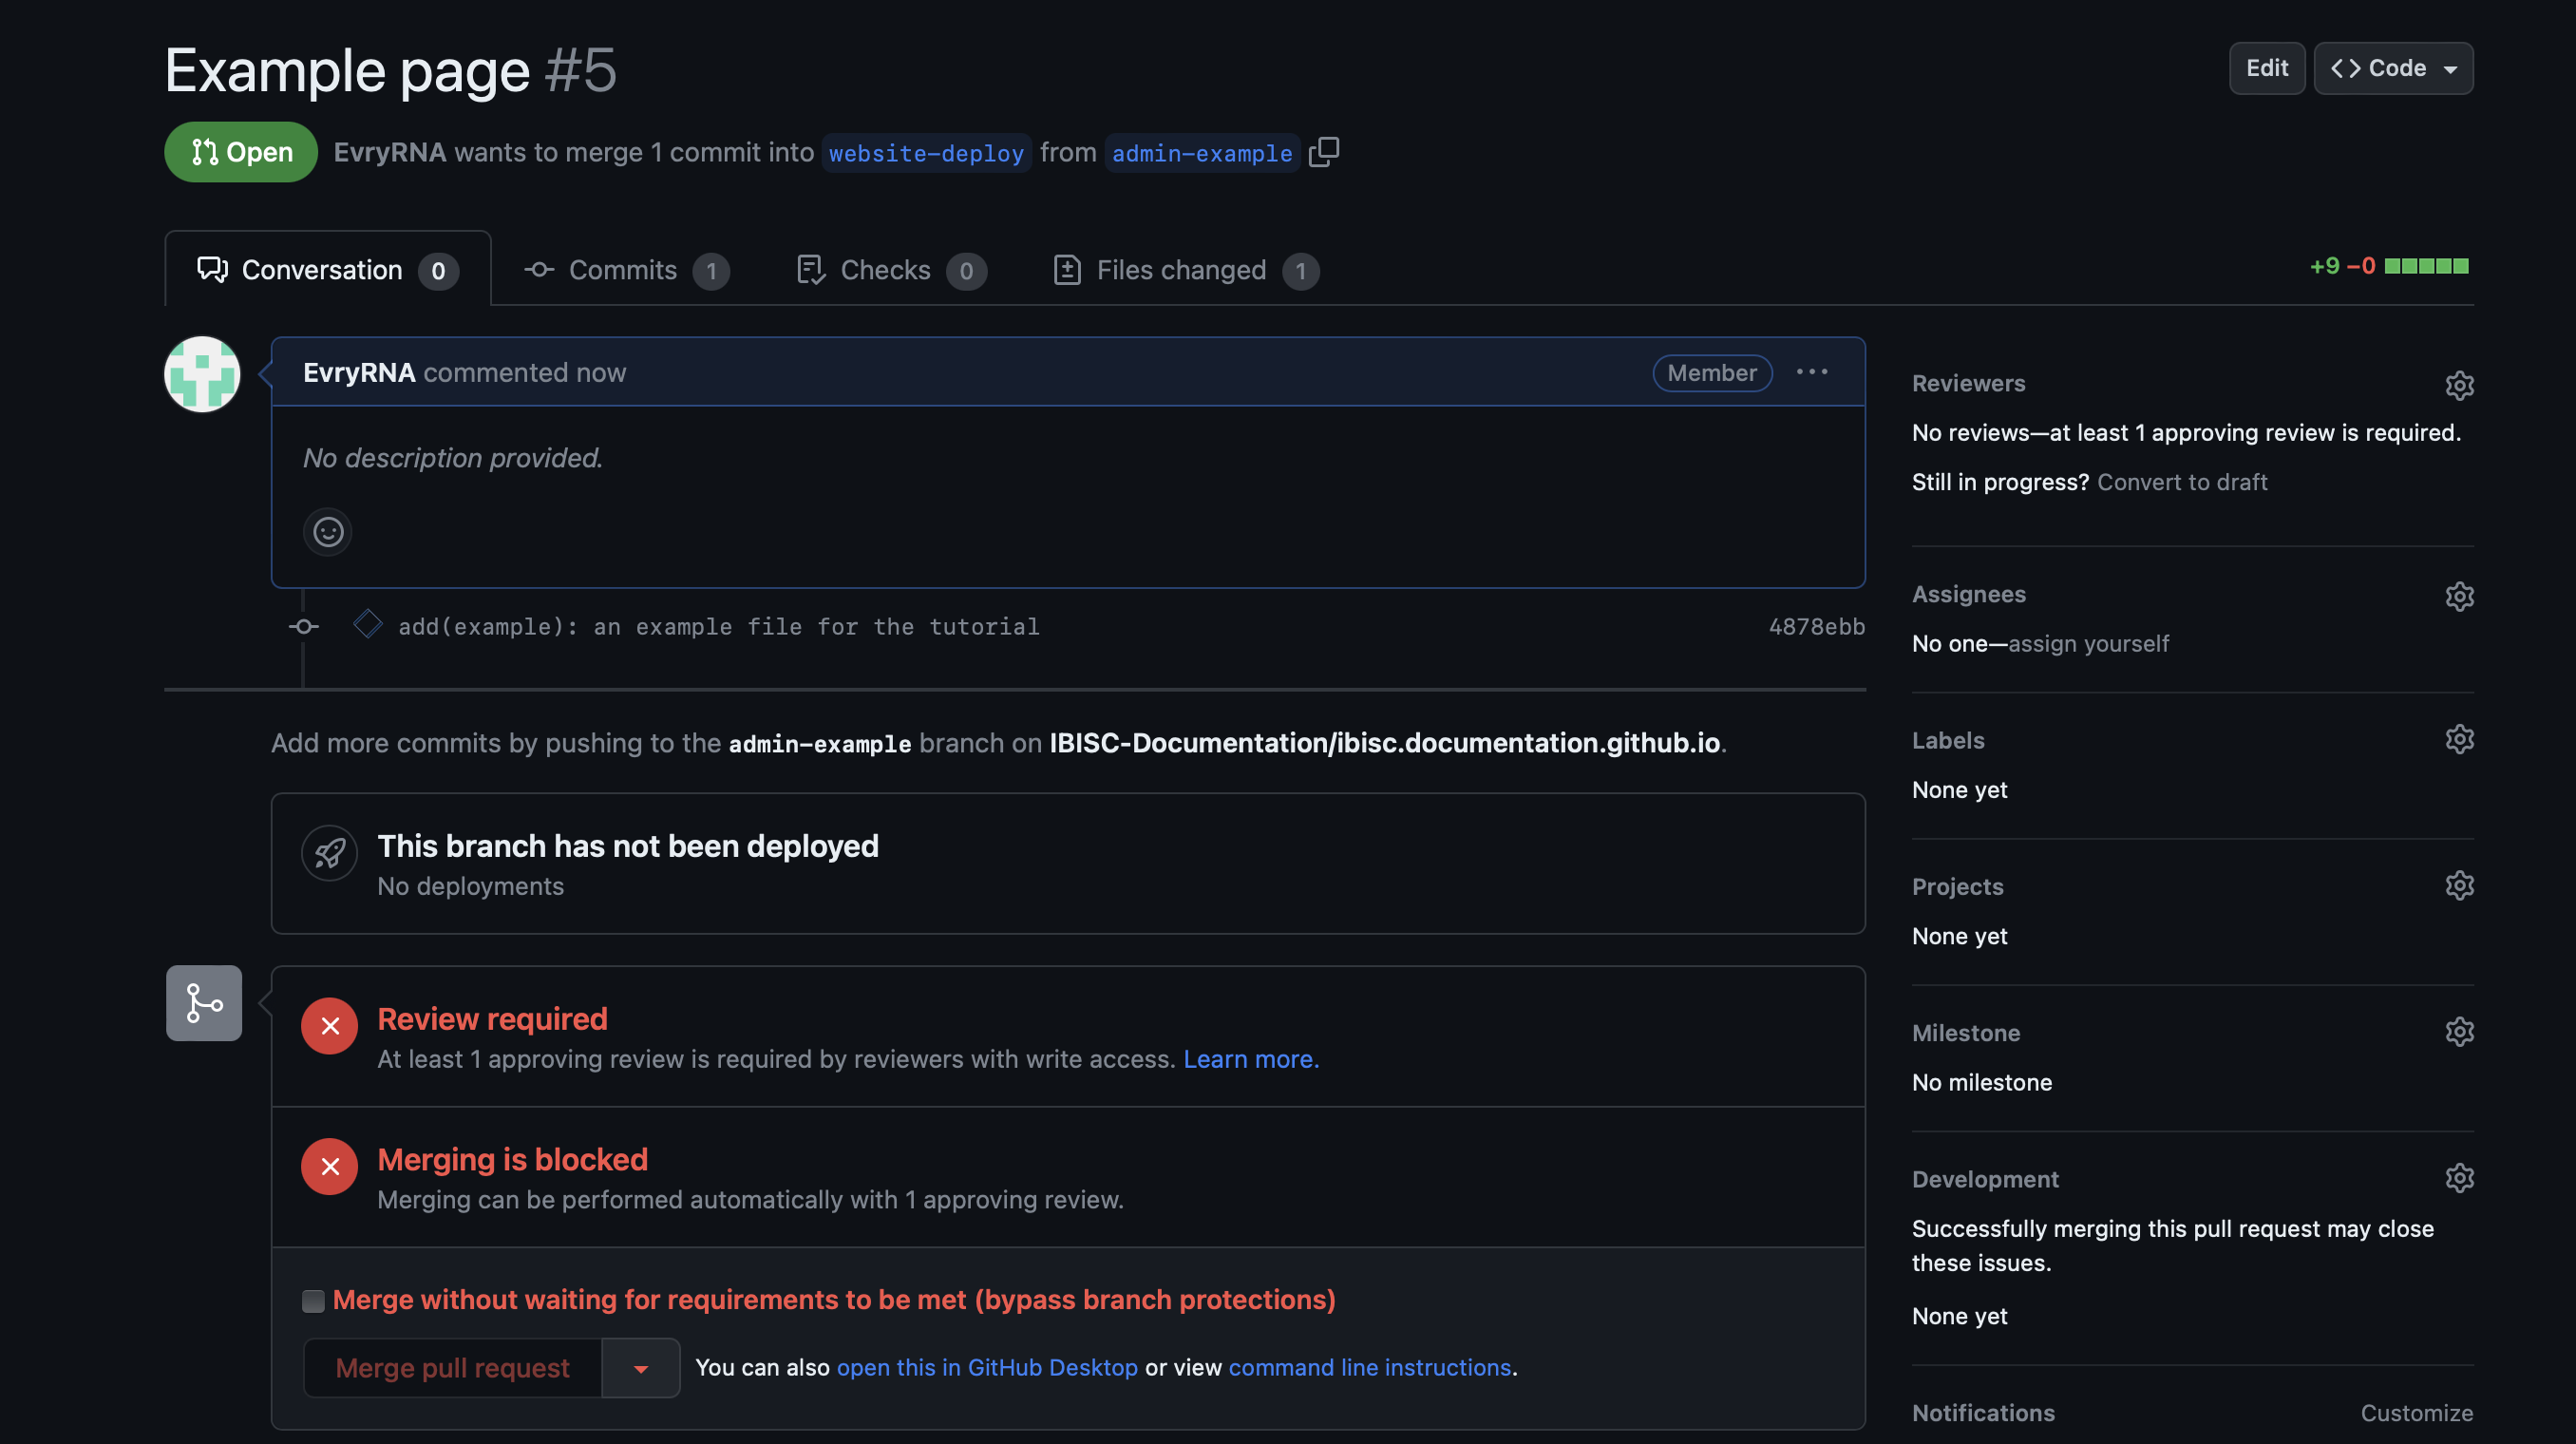 Example page #5
Edit
Code
Open
EvryRNA wants to merge 1 commit into website-deploy from admin-example
Conversation 0
Commits 1
Checks 0
Files changed 1
+9 −0
EvryRNA commented now
Member
No description provided.
add(example): an example file for the tutorial
4878ebb
Add more commits by pushing to the admin-example branch on IBISC-Documentation/ibisc.documentation.github.io.
This branch has not been deployed
No deployments
Review required
At least 1 approving review is required by reviewers with write access. Learn more.
Merging is blocked
Merging can be performed automatically with 1 approving review.
Merge without waiting for requirements to be met (bypass branch protections)
Merge pull request
You can also open this in GitHub Desktop or view command line instructions.
Reviewers
No reviews—at least 1 approving review is required.
Still in progress? Convert to draft
Assignees
No one—assign yourself
Labels
None yet
Projects
None yet
Milestone
No milestone
Development
Successfully merging this pull request may close
these issues.
None yet
Notifications
Customize